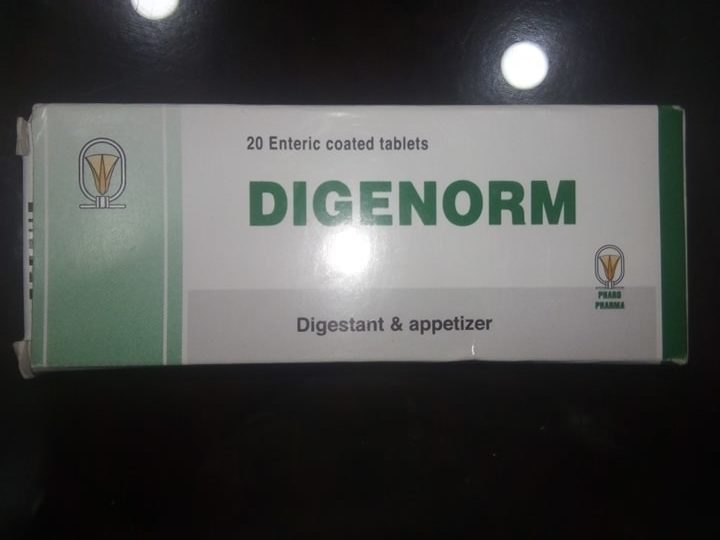 20 Enteric coated tablets
DIGENORM
PHARO
PHARMA
Digestant & appetizer